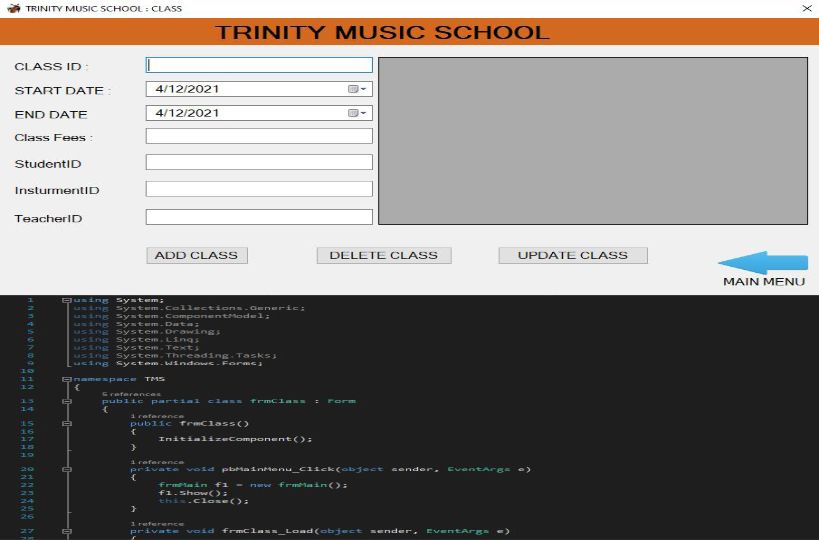 TRINITY MUSIC SCHOOL : CLASS
TRINITY MUSIC SCHOOL
CLASS ID :
START DATE :
4/12/2021
END DATE
4/12/2021
Class Fees :
StudentID
InsturmentID
TeacherID
ADD CLASS
DELETE CLASS
UPDATE CLASS
MAIN MENU
1 using System;
2 using System.Collections.Generic;
3 using System.ComponentModel;
4 using System.Data;
5 using System.Drawing;
6 using System.Linq;
7 using System.Text;
8 using System.Threading.Tasks;
9 using System.Windows.Forms;
10
11 namespace TMS
12 {
5 references
13 public partial class frmClass : Form
14 {
1 reference
15 public frmClass()
16 {
17 InitializeComponent();
18 }
19
1 reference
20 private void pbMainMenu_Click(object sender, EventArgs e)
21 {
22 frmMain f1 = new frmMain();
23 f1.Show();
24 this.Close();
25 }
26
1 reference
27 private void frmClass_Load(object sender, EventArgs e)
28 {